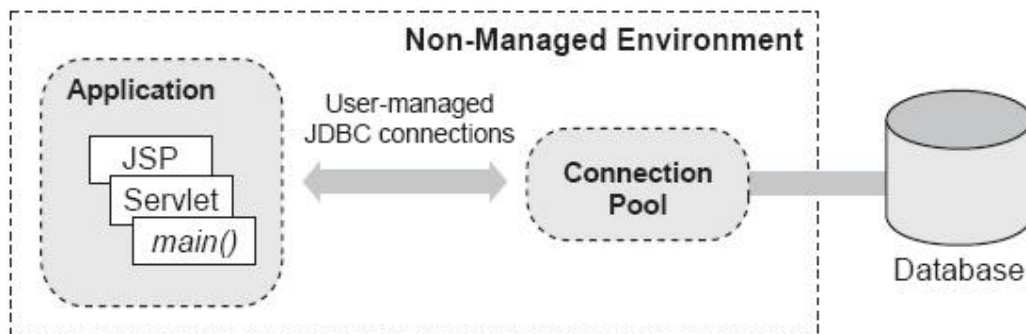 Non-Managed Environment
Application
User-managed
JDBC connections
JSP
Servlet
main()
Connection
Pool
Database